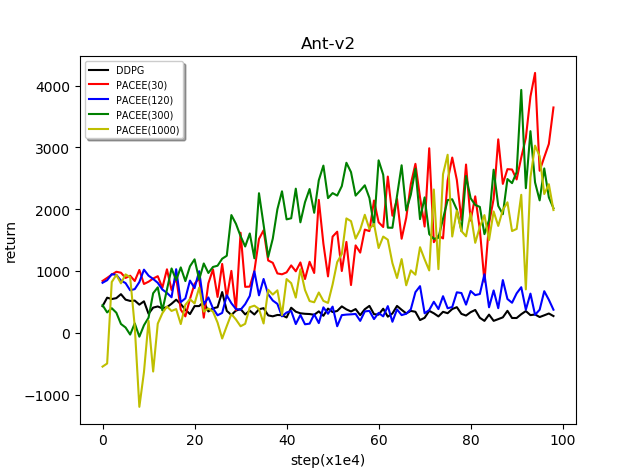 Ant-v2
DDPG
PACEE(30)
PACEE(120)
PACEE(300)
PACEE(1000)
4000
3000
2000
1000
0
−1000
return
0 20 40 60 80 100
step(x1e4)